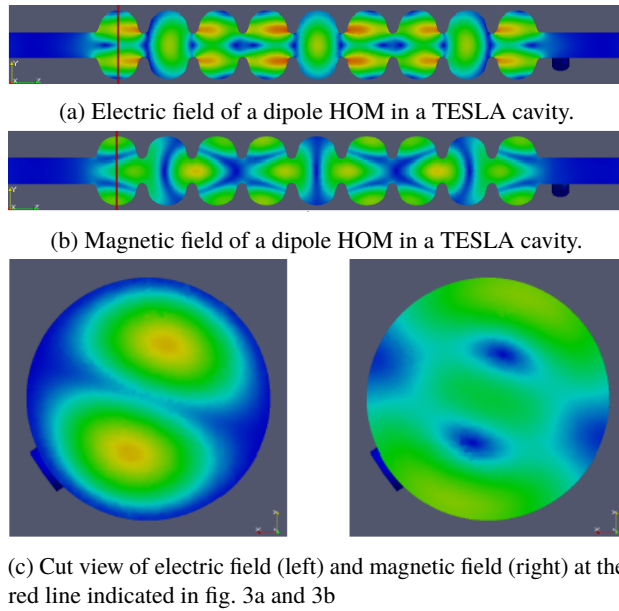 (a) Electric field of a dipole HOM in a TESLA cavity.
(b) Magnetic field of a dipole HOM in a TESLA cavity.
(c) Cut view of electric field (left) and magnetic field (right) at the
red line indicated in fig. 3a and 3b